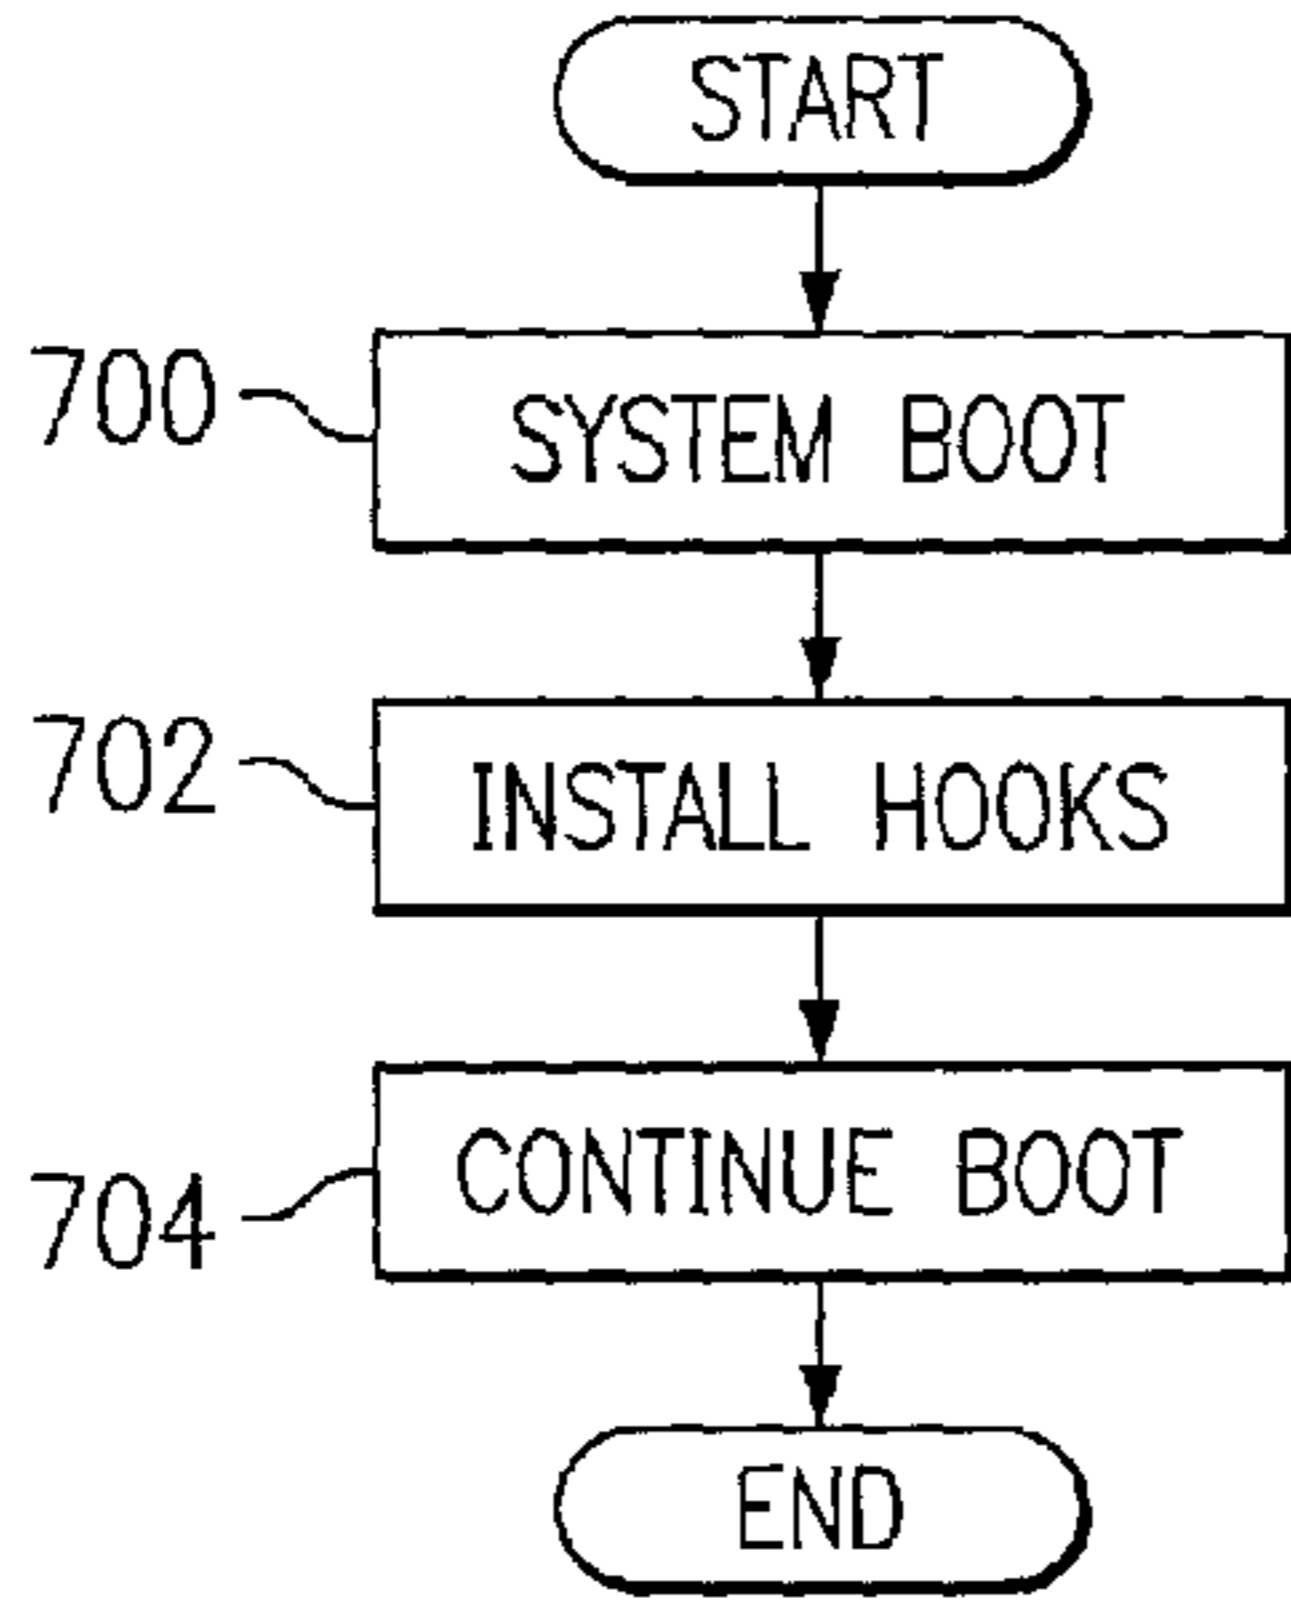 START
700
SYSTEM BOOT
702
INSTALL HOOKS
704
CONTINUE BOOT
END